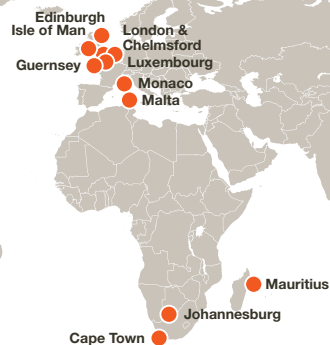 Edinburgh
Isle of Man
London &
Chelmsford
Guernsey
Luxembourg
Monaco
Malta
Mauritius
Johannesburg
Cape Town